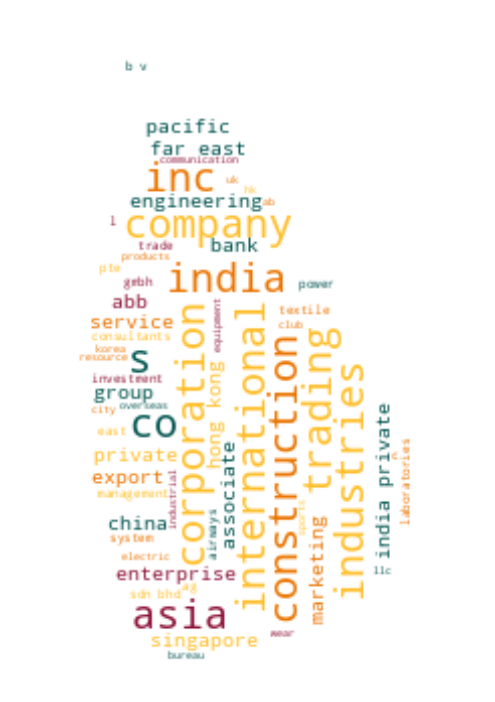 b v
pacific
far east
communication
inc
uk
hk
engineering
ab
l
company
trade
bank
products
pte
india
gmbh
power
abb
equipment
textile
service
club
consultants
corporation
international
trading
construction
korea
s
resource
hong kong
industries
investment
group
overseas
city
co
india private
east
associate
laboratories
private
export
industrial
management
sports
china
airways
marketing
system
electric
llc
enterprise
ag
sdn bhd
asia
wear
singapore
bureau